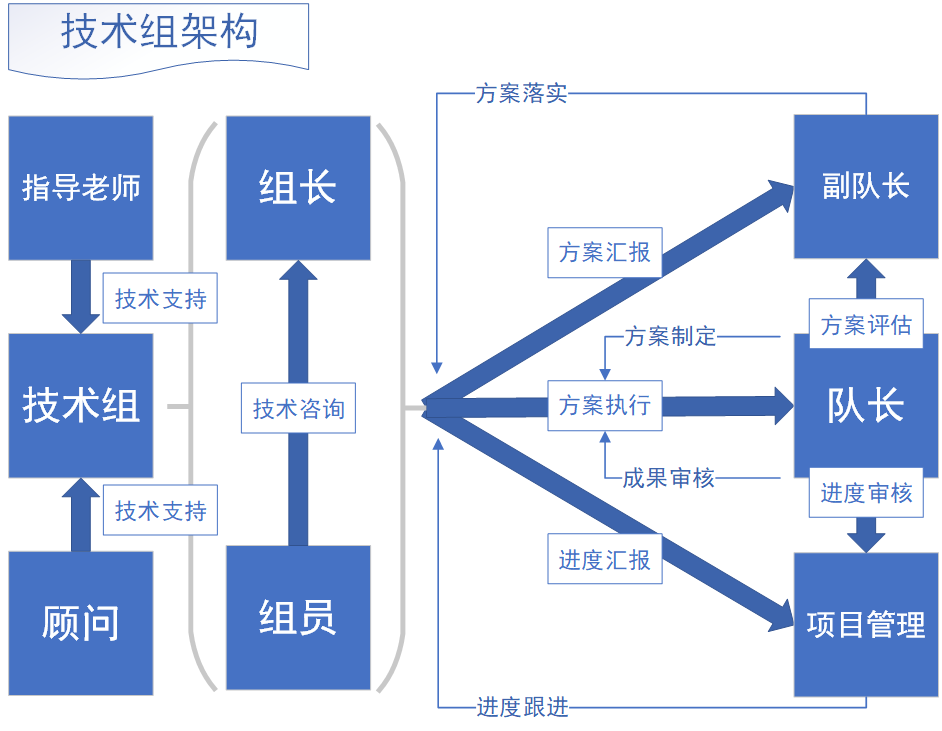 技术组架构
方案落实
指导老师
组长
副队长
方案汇报
技术支持
方案评估
方案制定
技术组
技术咨询
方案执行
队长
成果审核
进度审核
技术支持
进度汇报
顾问
组员
项目管理
进度跟进